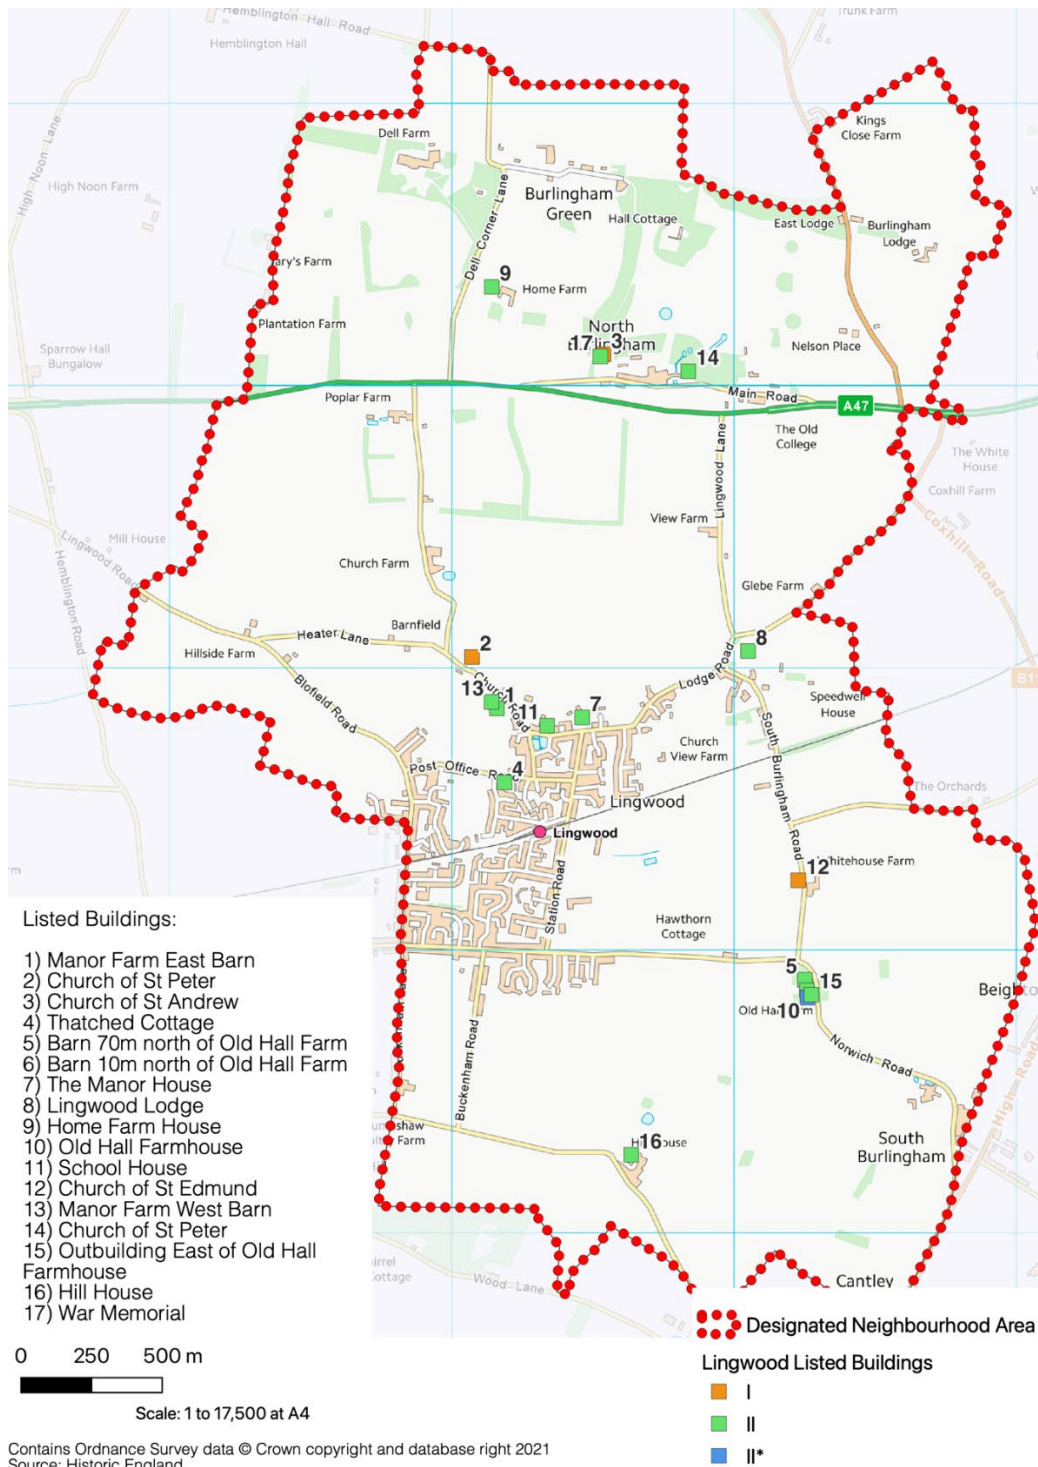 Hemblington Hall Road
Trunk Farm
Hemblington Hall
High Noon Lane
Kings
Close Farm
Dell Farm
High Noon Farm
Burlingham
Green
Hall Cottage
East Lodge
Burlingham
Lodge
Dell Corner Lane
9
Home Farm
Plantation Farm
North
17
3
Nelson Place
Sparrow Hall
Bungalow
14
Main Road
A47
Poplar Farm
The Old
College
The White
House
Coxhill Farm
Lingwood Lane
View Farm
Coxhill Road
Mill House
Lingwood Road
Hemblington Road
Church Farm
Glebe Farm
Barnfield
Heater Lane
Hillside Farm
2
8
Lodge Road
Blofield Road
Church Road
13
1
11
7
Speedwell
House
South Burlingham Road
Church
View Farm
Post Office Road
4
Lingwood
Lingwood
The Orchards
12
Whitehouse Farm
Station Road
Hawthorn
Cottage
5
15
10
Norwich Road
High Road
Buckenham Road
South
Burlingham
16
Wood Lane
Cottage
Cantley
Listed Buildings:
1) Manor Farm East Barn
2) Church of St Peter
3) Church of St Andrew
4) Thatched Cottage
5) Barn 70m north of Old Hall Farm
6) Barn 10m north of Old Hall Farm
7) The Manor House
8) Lingwood Lodge
9) Home Farm House
10) Old Hall Farmhouse
11) School House
12) Church of St Edmund
13) Manor Farm West Barn
14) Church of St Peter
15) Outbuilding East of Old Hall
Farmhouse
16) Hill House
17) War Memorial
0 250 500 m
Scale: 1 to 17,500 at A4
Contains Ordnance Survey data © Crown copyright and database right 2021
Source: Historic England
Designated Neighbourhood Area
Lingwood Listed Buildings
I
II
II*